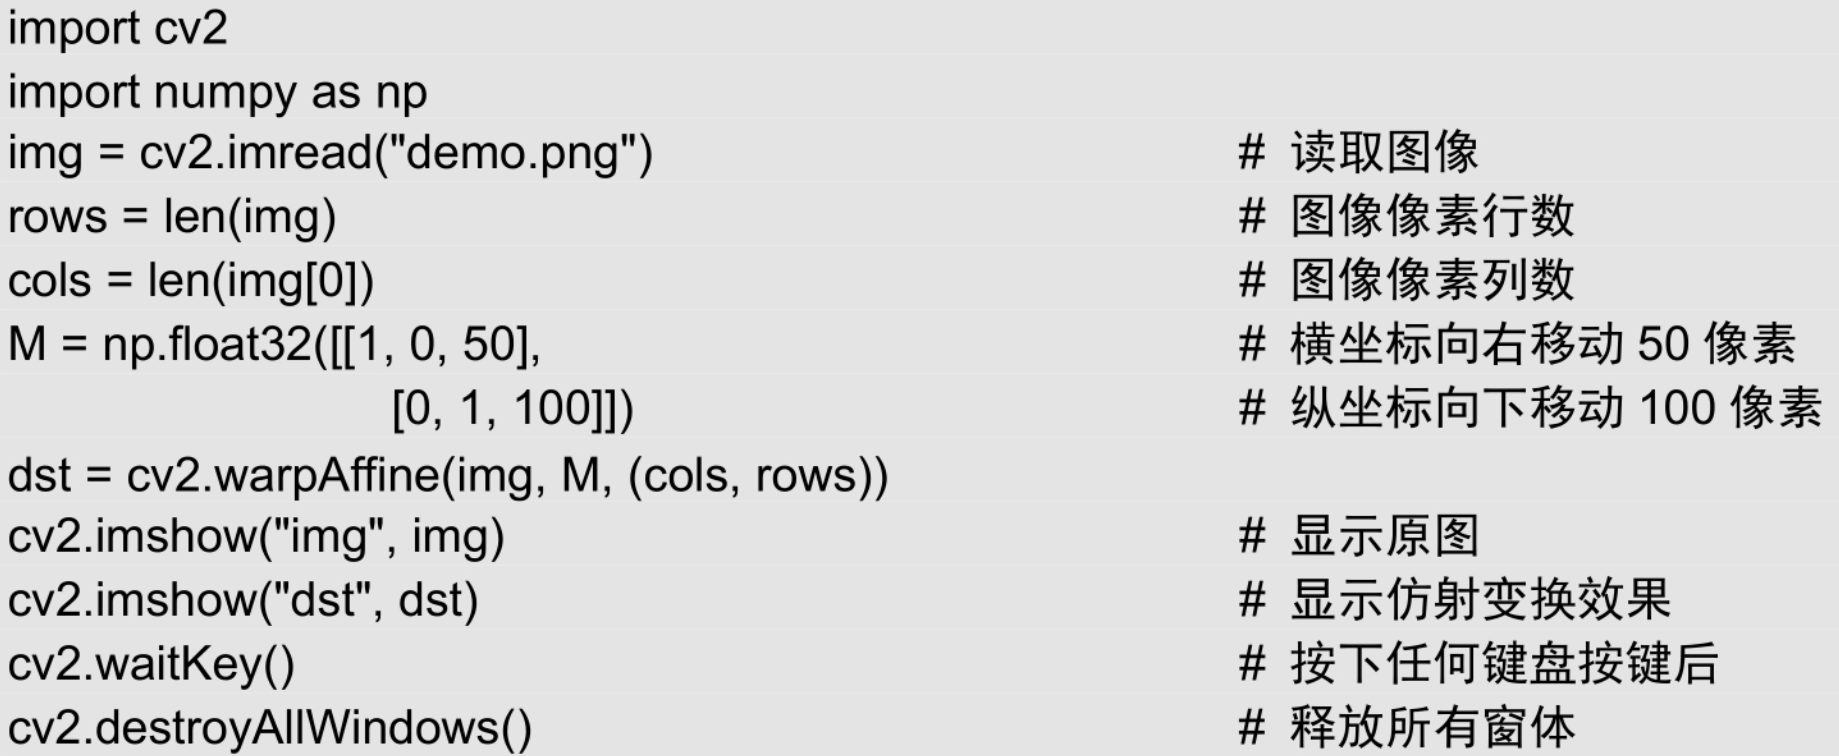 import cv2
import numpy as np
img = cv2.imread("demo.png") # 读取图像
rows = len(img) # 图像像素行数
cols = len(img[0]) # 图像像素列数
M = np.float32([[1, 0, 50], # 横坐标向右移动 50 像素
[0, 1, 100]]) # 纵坐标向下移动 100 像素
dst = cv2.warpAffine(img, M, (cols, rows))
cv2.imshow("img", img) # 显示原图
cv2.imshow("dst", dst) # 显示仿射变换效果
cv2.waitKey() # 按下任何键盘按键后
cv2.destroyAllWindows() # 释放所有窗体